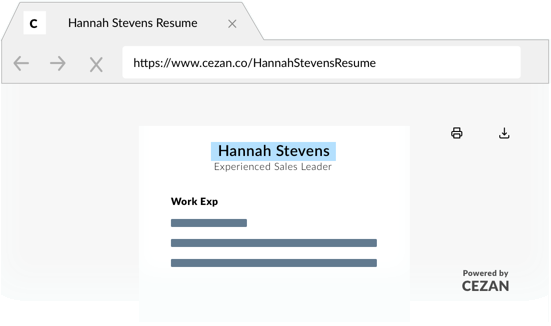 C Hannah Stevens Resume
https://www.cezan.co/HannahStevensResume
Hannah Stevens
Experienced Sales Leader
Work Exp
Powered by
CEZAN